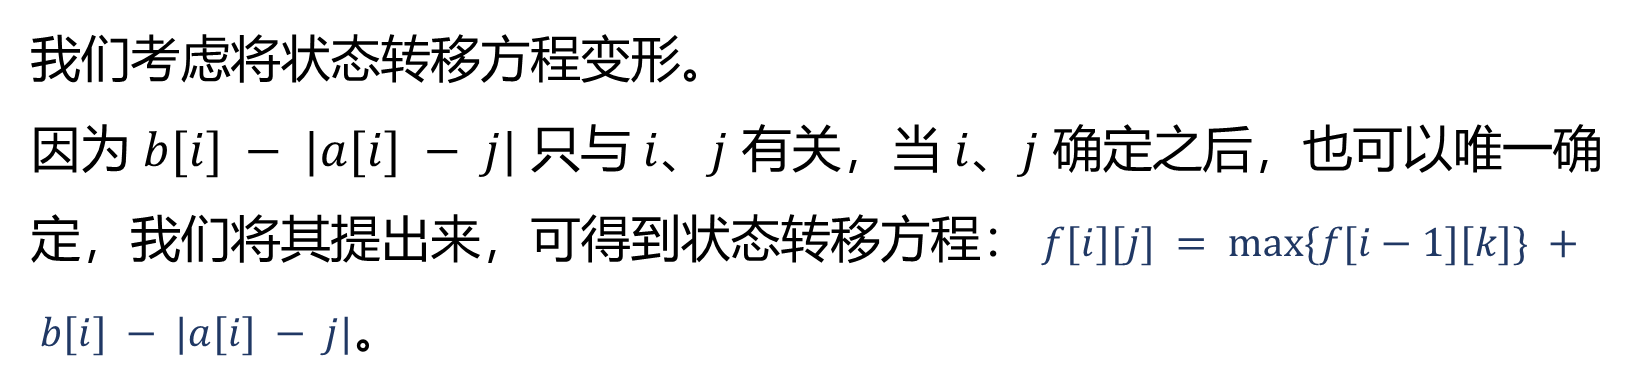 我们考虑将状态转移方程变形。
因为 b[i] − |a[i] − j| 只与 i、j 有关，当 i、j 确定之后，也可以唯一确
定，我们将其提出来，可得到状态转移方程： f[i][j] = max{f[i − 1][k]} +
b[i] − |a[i] − j|。